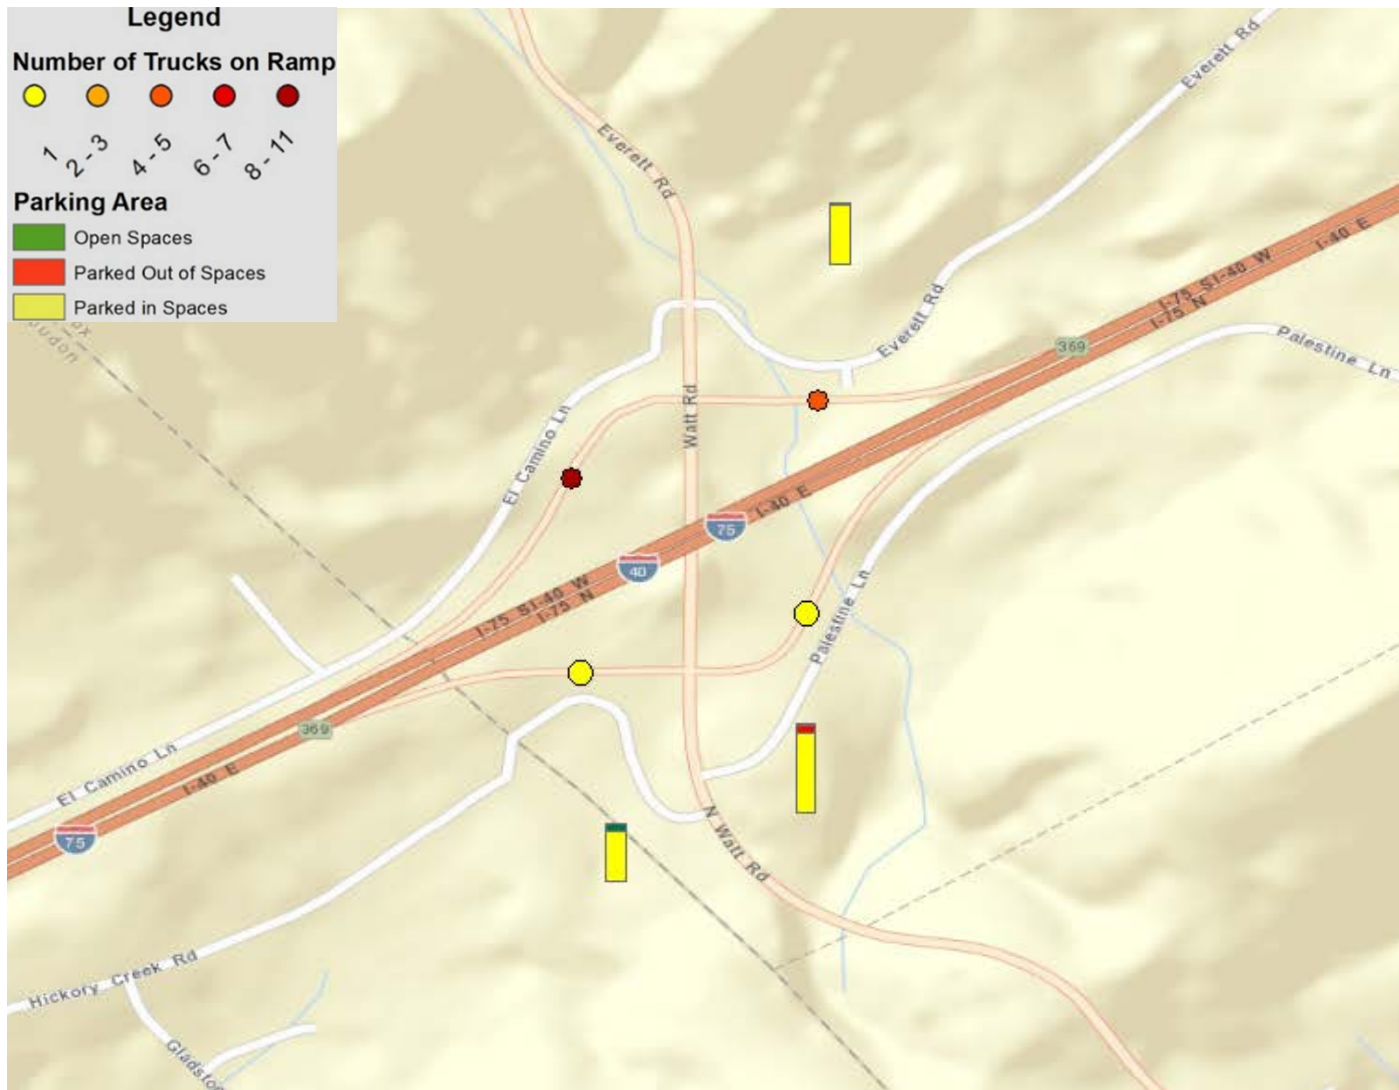 Legend
Number of Trucks on Ramp
1
2 - 3
4 - 5
6 - 7
8 - 11
Parking Area
Open Spaces
Parked Out of Spaces
Parked in Spaces
Everett Rd
Everett Rd
I-75 SI-40 W
I-40 E
I-75 N
369
Everett Rd
Palestine Ln
Watt Rd
El Camino Ln
I-40 E
75
40
I-75 SI-40 W
I-75 N
Palestine Ln
369
El Camino Ln
I-40 E
75
N Watt Rd
Hickory Creek Rd